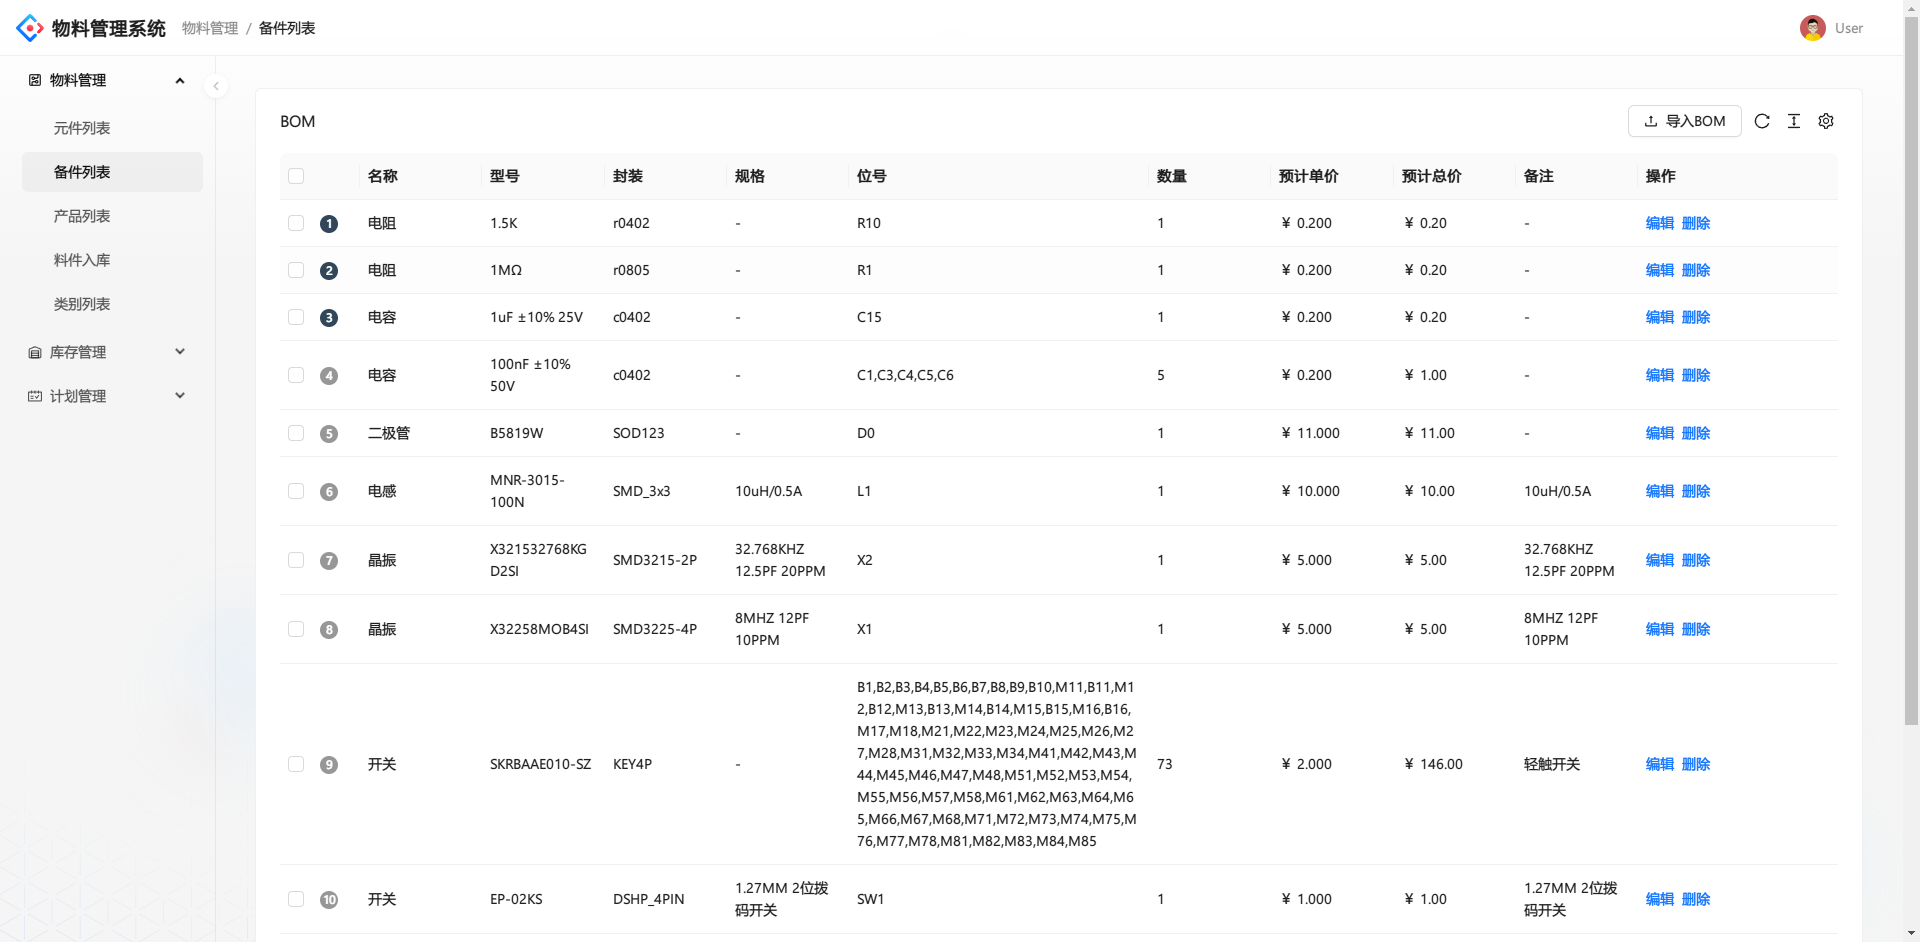 物料管理系统
物料管理 / 备件列表
User
物料管理
元件列表
备件列表
产品列表
料件入库
类别列表
库存管理
计划管理
BOM
导入BOM
名称 型号 封装 规格 位号 数量 预计单价 预计总价 备注 操作
1 电阻 1.5K r0402 - R10 1 ¥ 0.200 ¥ 0.20 - 编辑 删除
2 电阻 1MΩ r0805 - R1 1 ¥ 0.200 ¥ 0.20 - 编辑 删除
3 电容 1uF ±10% 25V c0402 - C15 1 ¥ 0.200 ¥ 0.20 - 编辑 删除
100nF ±10%
4 电容 50V c0402 - C1,C3,C4,C5,C6 5 ¥ 0.200 ¥ 1.00 - 编辑 删除
5 二极管 B5819W SOD123 - D0 1 ¥ 11.000 ¥ 11.00 - 编辑 删除
MNR-3015-
6 电感 100N SMD_3x3 10uH/0.5A L1 1 ¥ 10.000 ¥ 10.00 10uH/0.5A 编辑 删除
X321532768KG 32.768KHZ 32.768KHZ
7 晶振 D2SI SMD3215-2P 12.5PF 20PPM X2 1 ¥ 5.000 ¥ 5.00 12.5PF 20PPM 编辑 删除
8MHZ 12PF 8MHZ 12PF
8 晶振 X32258MOB4SI SMD3225-4P 10PPM X1 1 ¥ 5.000 ¥ 5.00 10PPM 编辑 删除
B1,B2,B3,B4,B5,B6,B7,B8,B9,B10,M11,B11,M1
2,B12,M13,B13,M14,B14,M15,B15,M16,B16,
M17,M18,M21,M22,M23,M24,M25,M26,M2
7,M28,M31,M32,M33,M34,M41,M42,M43,M
9 开关 SKRBAAE010-SZ KEY4P - 44,M45,M46,M47,M48,M51,M52,M53,M54, 73 ¥ 2.000 ¥ 146.00 轻触开关 编辑 删除
M55,M56,M57,M58,M61,M62,M63,M64,M6
5,M66,M67,M68,M71,M72,M73,M74,M75,M
76,M77,M78,M81,M82,M83,M84,M85
1.27MM 2位拨 1.27MM 2位拨
10 开关 EP-02KS DSHP_4PIN 码开关 SW1 1 ¥ 1.000 ¥ 1.00 码开关 编辑 删除